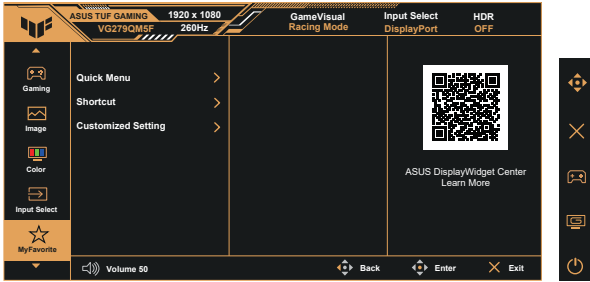 ASUS TUF GAMING 1920 x 1080
VG279QM5F 260Hz
GameVisual
Racing Mode
Input Select
DisplayPort
HDR
OFF
Gaming
Image
Color
Input Select
MyFavorite
Quick Menu
Shortcut
Customized Setting
ASUS DisplayWidget Center
Learn More
Volume 50
Back
Enter
Exit